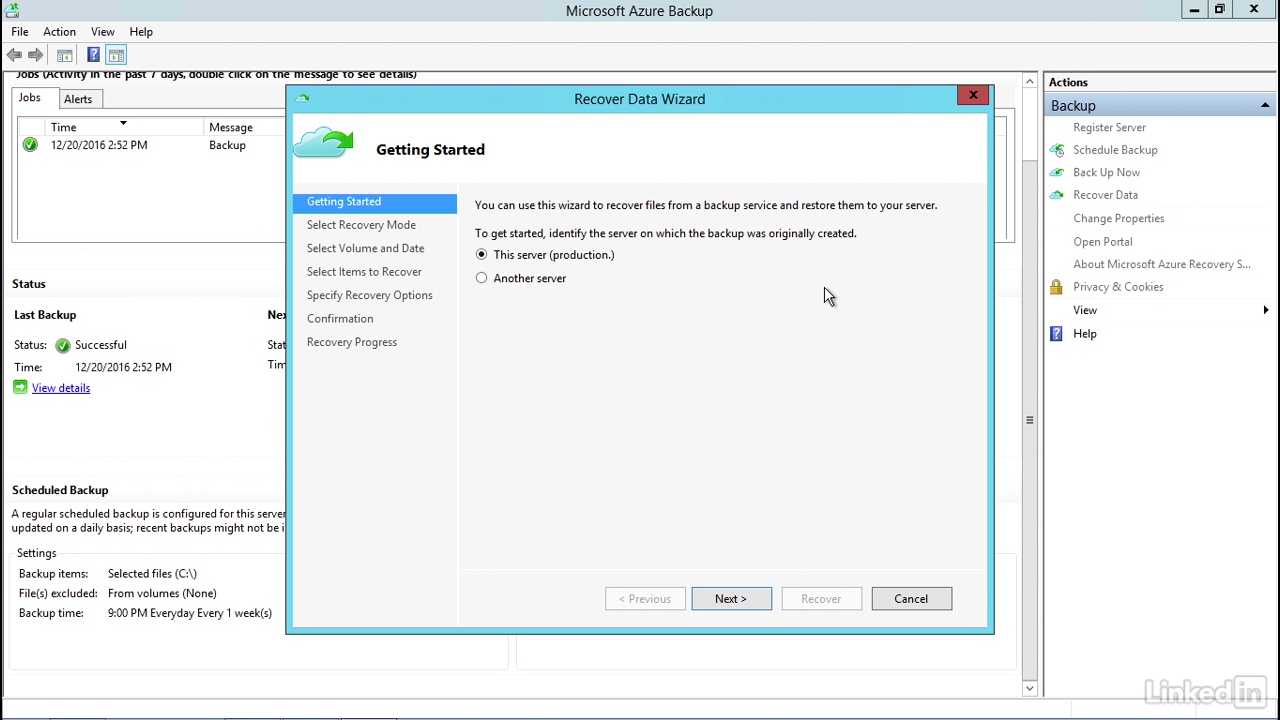 Microsoft Azure Backup
File Action View Help
Jobs (Activity in the past 7 days, double click on the message to see details)
Jobs Alerts
Time Message
12/20/2016 2:52 PM Backup
Status
Last Backup
Status: Successful
Time: 12/20/2016 2:52 PM
View details
Scheduled Backup
A regular scheduled backup is configured for this server
updated on a daily basis; recent backups might not be i
Settings
Backup items: Selected files (C:\)
File(s) excluded: From volumes (None)
Backup time: 9:00 PM Everyday Every 1 week(s)
Recover Data Wizard
Getting Started
Getting Started
Select Recovery Mode
Select Volume and Date
Select Items to Recover
Specify Recovery Options
Confirmation
Recovery Progress
You can use this wizard to recover files from a backup service and restore them to your server.
To get started, identify the server on which the backup was originally created.
This server (production.)
Another server
< Previous Next > Recover Cancel
Actions
Backup
Register Server
Schedule Backup
Back Up Now
Recover Data
Change Properties
Open Portal
About Microsoft Azure Recovery S...
Privacy & Cookies
View
Help
Linked in